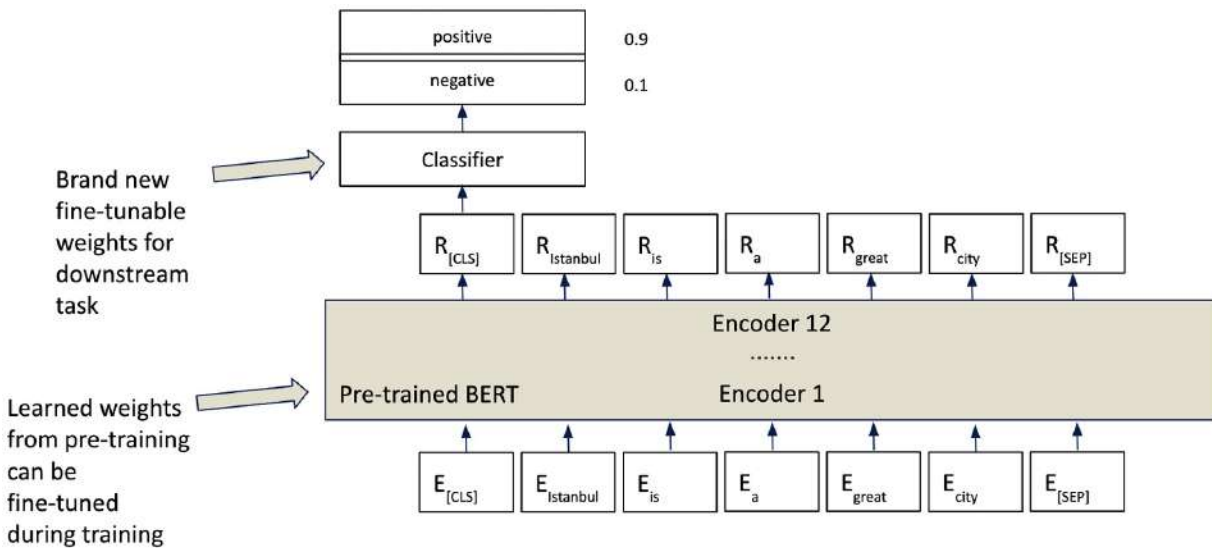 positive 0.9
negative 0.1
Classifier
Brand new
fine-tunable
weights for
downstream
task
R[CLS] RIstanbul Ris Ra Rgreat Rcity R[SEP]
Encoder 12
.......
Pre-trained BERT Encoder 1
Learned weights
from pre-training
can be
fine-tuned
during training
E[CLS] EIstanbul Eis Ea Egreat Ecity E[SEP]